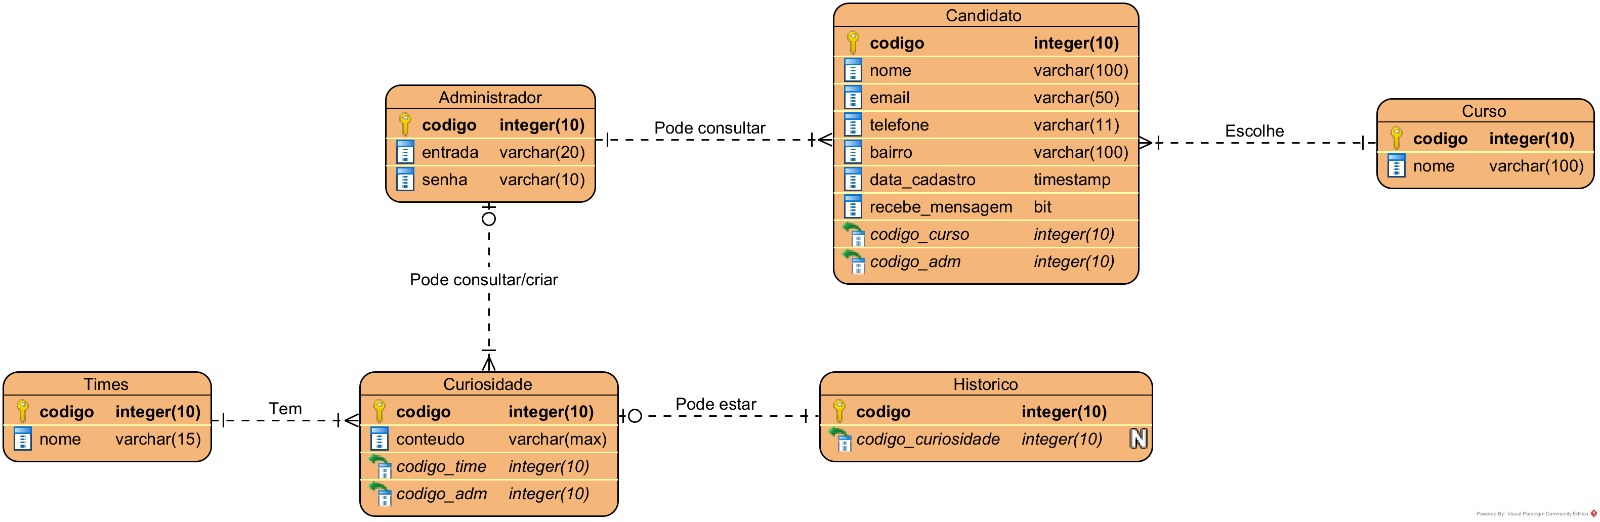 Candidato
codigo integer(10)
nome varchar(100)
email varchar(50)
telefone varchar(11)
bairro varchar(100)
data_cadastro timestamp
recebe_mensagem bit
codigo_curso integer(10)
codigo_adm integer(10)
Administrador
codigo integer(10)
entrada varchar(20)
senha varchar(10)
Pode consultar
Escolhe
Curso
codigo integer(10)
nome varchar(100)
Pode consultar/criar
Times
codigo integer(10)
nome varchar(15)
Tem
Curiosidade
codigo integer(10)
conteudo varchar(max)
codigo_time integer(10)
codigo_adm integer(10)
Pode estar
Historico
codigo integer(10)
codigo_curiosidade integer(10) N
Powered By: Visual Paradigm Community Edition